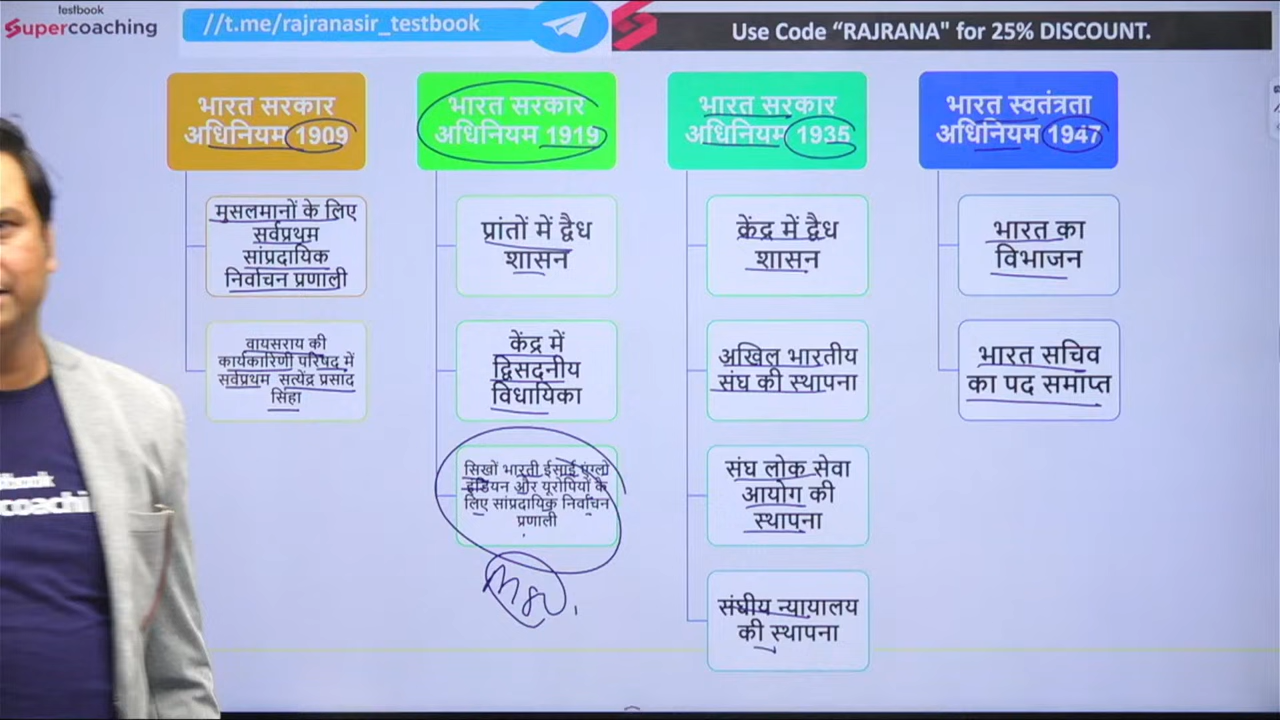 testbook
Supercoaching
//t.me/rajranasir_testbook
Use Code “RAJRANA" for 25% DISCOUNT.
भारत सरकार
अधिनियम 1909
मुसलमानों के लिए
सर्वप्रथम
सांप्रदायिक
निर्वाचन प्रणाली
वायसराय की
कार्यकारिणी परिषद में
सर्वप्रथम सत्येंद्र प्रसाद
सिंहा
भारत सरकार
अधिनियम 1919
प्रांतों में द्वैध
शासन
केंद्र में
द्विसदनीय
विधायिका
सिखों भारती ईसाई एंग्लो
इंडियन और यूरोपियों के
लिए सांप्रदायिक निर्वाचन
प्रणाली
भारत सरकार
अधिनियम 1935
केंद्र में द्वैध
शासन
अखिल भारतीय
संघ की स्थापना
संघ लोक सेवा
आयोग की
स्थापना
संघीय न्यायालय
की स्थापना
भारत स्वतंत्रता
अधिनियम 1947
भारत का
विभाजन
भारत सचिव
का पद समाप्त
coachi